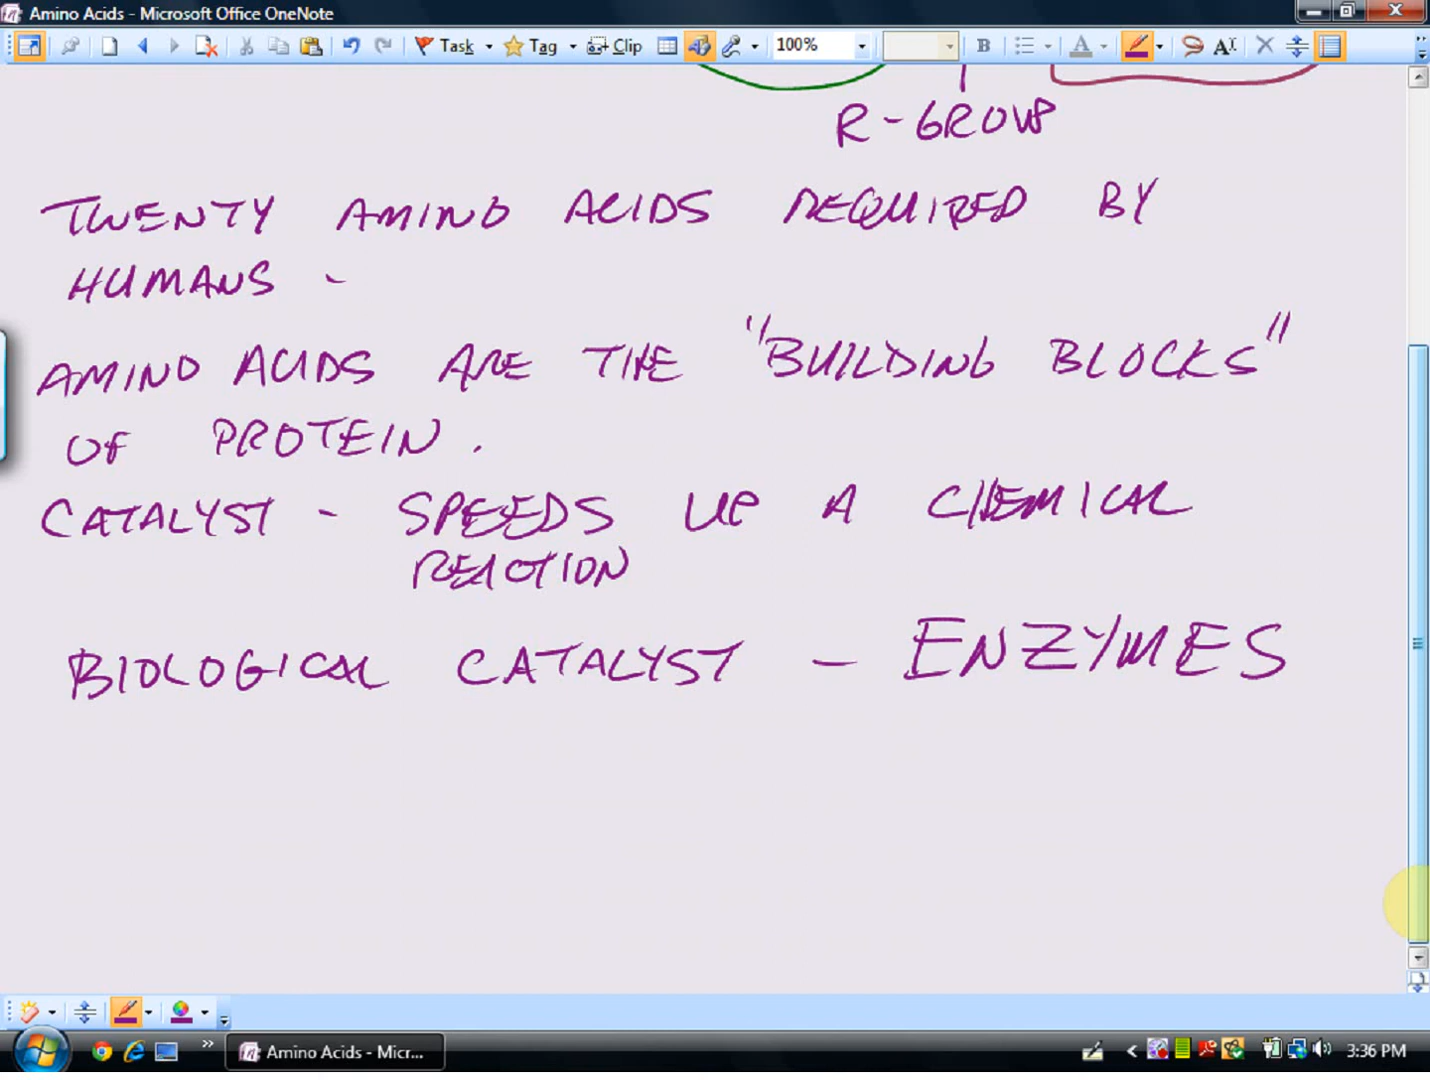 Amino Acids - Microsoft Office OneNote
Task Tag Clip 100% B A A
R-GROUP
TWENTY AMINO ACIDS REQUIRED BY
HUMANS -
AMINO ACIDS ARE THE "BUILDING BLOCKS"
OF PROTEIN.
CATALYST - SPEEDS UP A CHEMICAL
REACTION
BIOLOGICAL CATALYST - ENZYMES
Amino Acids - Micr... 3:36 PM